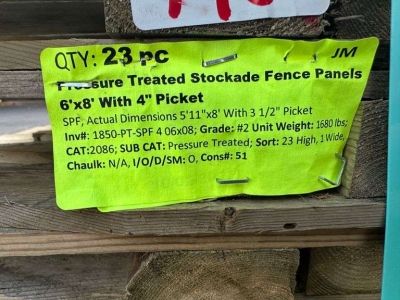 QTY: 23 pc JM
Pressure Treated Stockade Fence Panels
6'x8' With 4" Picket
SPF, Actual Dimensions 5'11"x8' With 3 1/2" Picket
Inv#: 1850-PT-SPF 4 06x08; Grade: #2 Unit Weight: 1680 lbs;
CAT:2086; SUB CAT: Pressure Treated; Sort: 23 High, 1 Wide,
Chaulk: N/A, I/O/D/SM: O, Cons#: 51